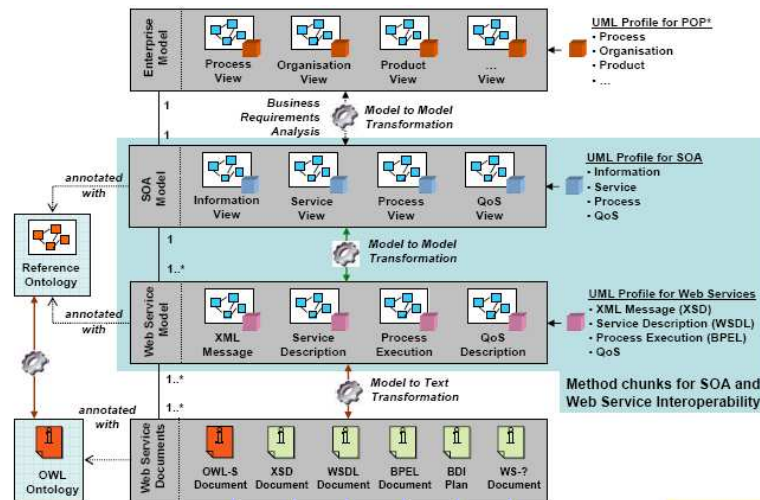 Enterprise
Model
Process
View
Organisation
View
Product
View
...
View
UML Profile for POP*
• Process
• Organisation
• Product
• ...
1
1
Business
Requirements
Analysis
Model to Model
Transformation
annotated
with
SOA
Model
Information
View
Service
View
Process
View
QoS
View
UML Profile for SOA
• Information
• Service
• Process
• QoS
Reference
Ontology
1
1..*
Model to Model
Transformation
annotated
with
Web Service
Model
XML
Message
Service
Description
Process
Execution
QoS
Description
UML Profile for Web Services
• XML Message (XSD)
• Service Description (WSDL)
• Process Execution (BPEL)
• QoS
1..*
1..*
Model to Text
Transformation
Method chunks for SOA and
Web Service Interoperability
annotated
with
OWL
Ontology
Web Service
Documents
OWL-S
Document
XSD
Document
WSDL
Document
BPEL
Document
BDI
Plan
WS-?
Document